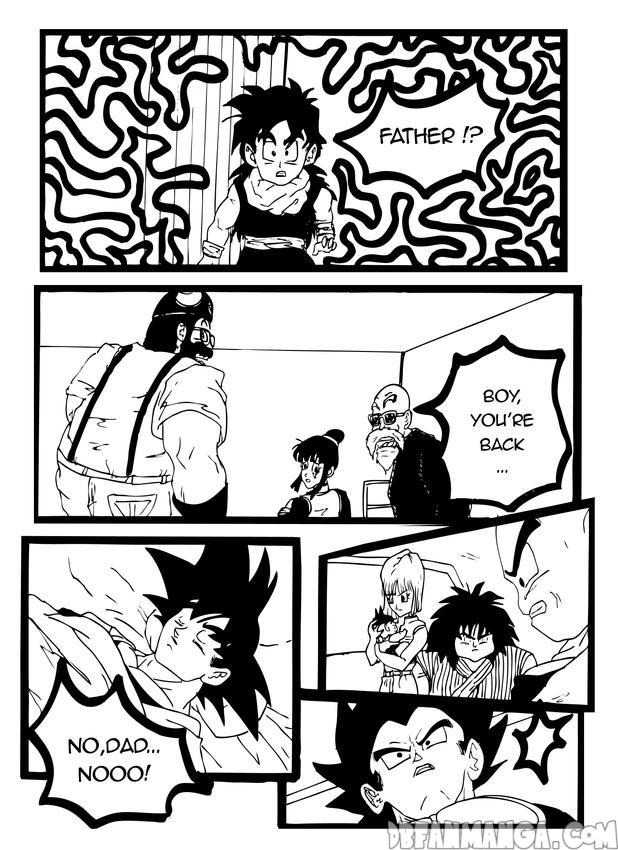 FATHER !?
BOY,
YOU'RE
BACK
...
NO,DAD...
NOOO!
!
DBFANMANGA.COM